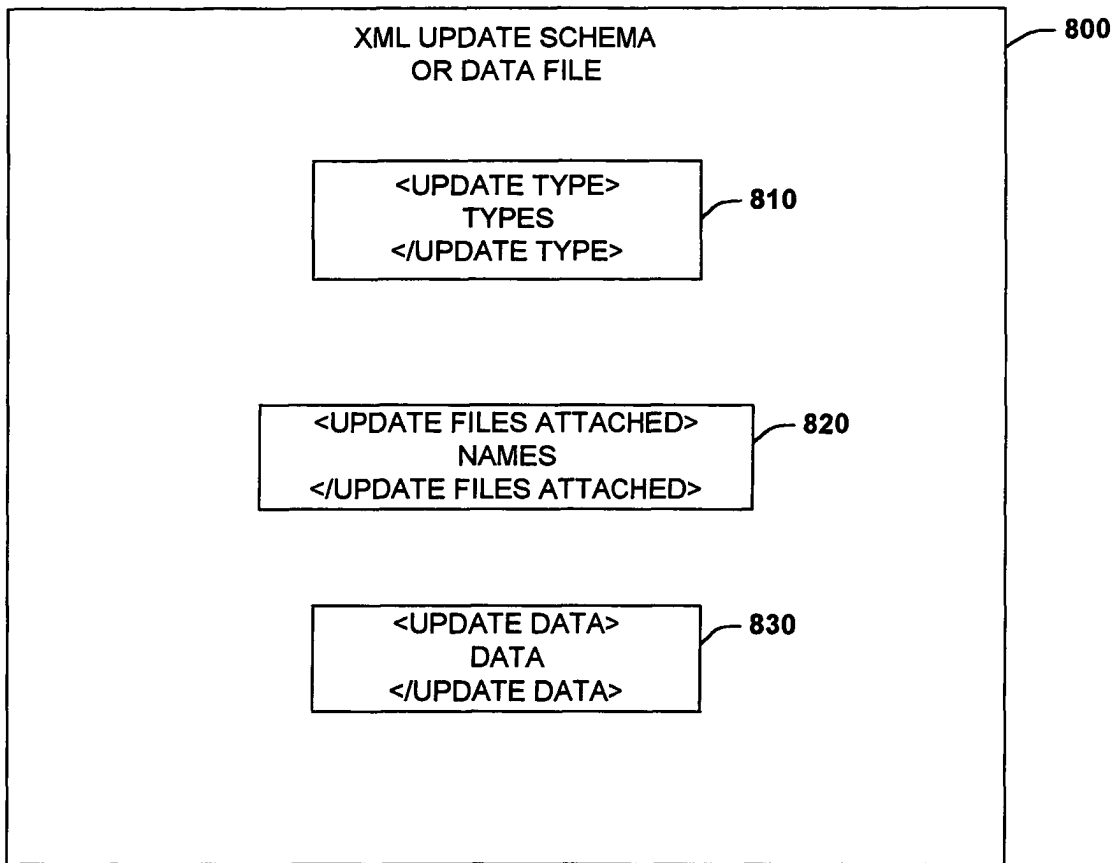 XML UPDATE SCHEMA
OR DATA FILE
800
<UPDATE TYPE>
TYPES
</UPDATE TYPE>
810
<UPDATE FILES ATTACHED>
NAMES
</UPDATE FILES ATTACHED>
820
<UPDATE DATA>
DATA
</UPDATE DATA>
830